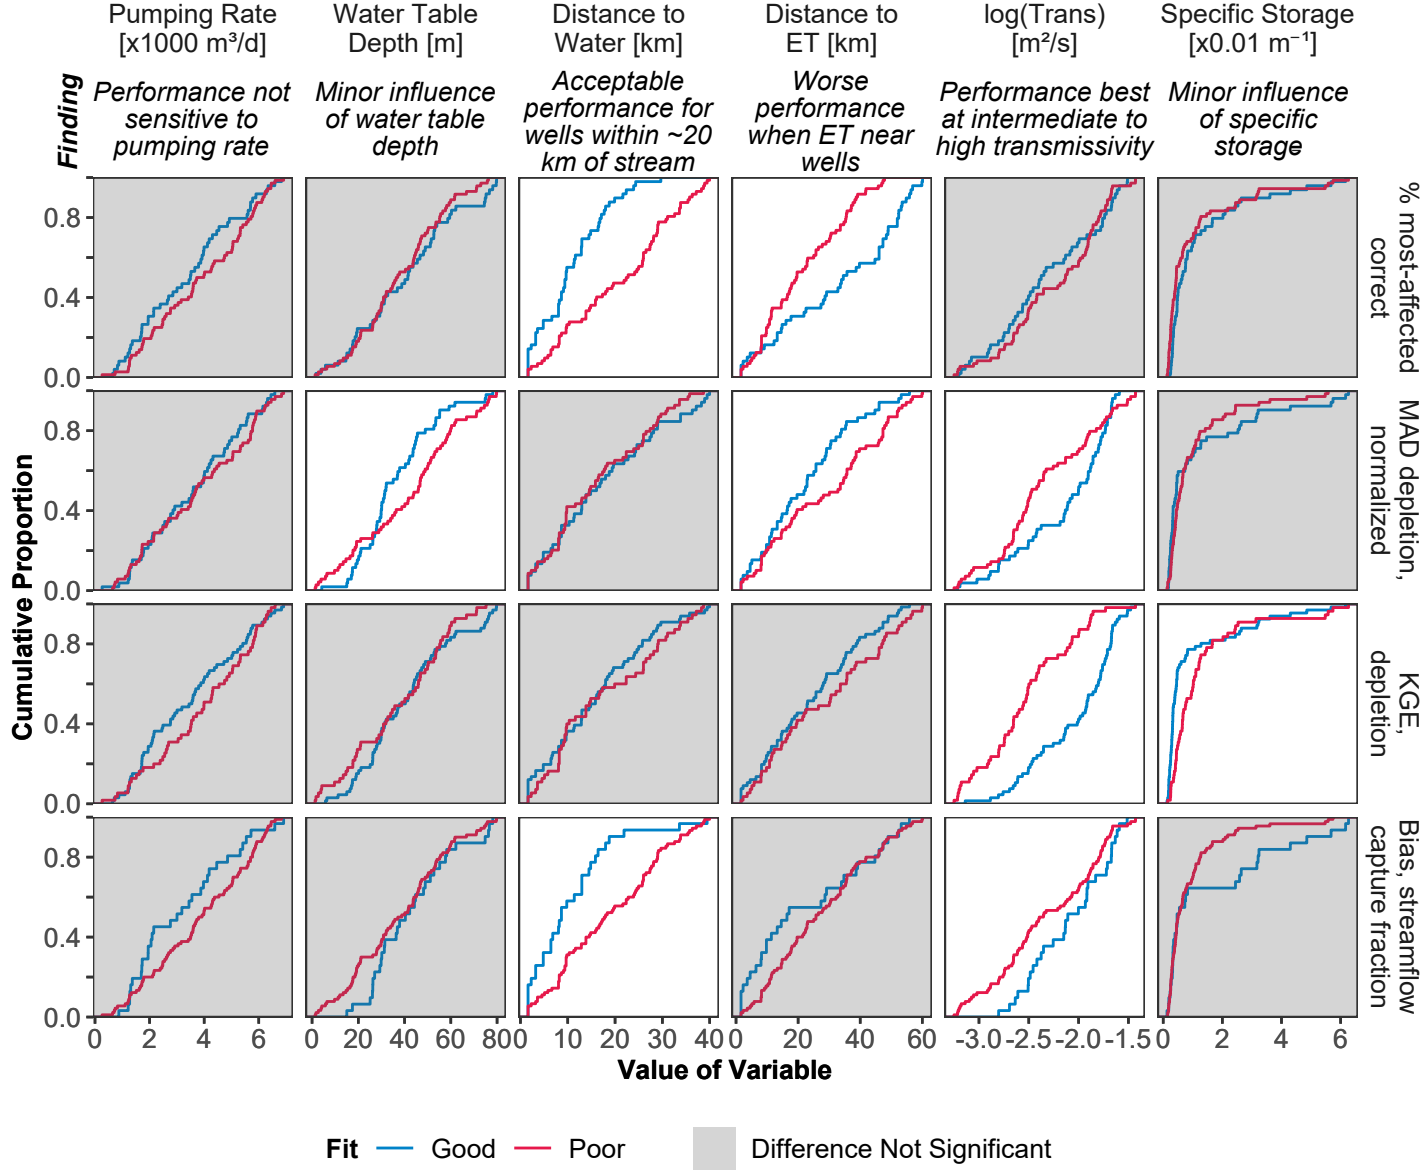 Pumping Rate
[x1000 m³/d]
Water Table
Depth [m]
Distance to
Water [km]
Distance to
ET [km]
log(Trans)
[m²/s]
Specific Storage
[x0.01 m⁻¹]
Finding
Performance not
sensitive to
pumping rate
Minor influence
of water table
depth
Acceptable
performance for
wells within ~20
km of stream
Worse
performance
when ET near
wells
Performance best
at intermediate to
high transmissivity
Minor influence
of specific
storage
% most-affected
correct
MAD depletion,
normalized
KGE,
depletion
Bias, streamflow
capture fraction
Cumulative Proportion
0.8
0.4
0.0
0.8
0.4
0.0
0.8
0.4
0.0
0.8
0.4
0.0
0 2 4 6
0 20 40 60 80
0 10 20 30 40
0 20 40 60
-3.0 -2.5 -2.0 -1.5
0 2 4 6
Value of Variable
Fit Good Poor Difference Not Significant